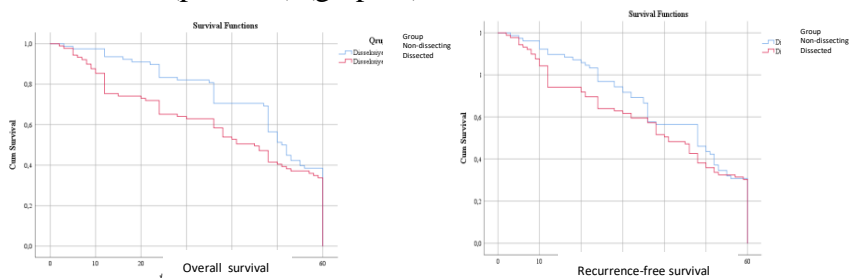 Survival Functions
Group
Non-dissecting
Dissected
Cum Survival
1,0
0,8
0,6
0,4
0,2
0,0
0
10
20
60
Overall survival
Survival Functions
Group
Non-dissecting
Dissected
Cum Survival
1
1
0,6
0,4
0,2
0,0
0
10
20
60
Recurrence-free survival